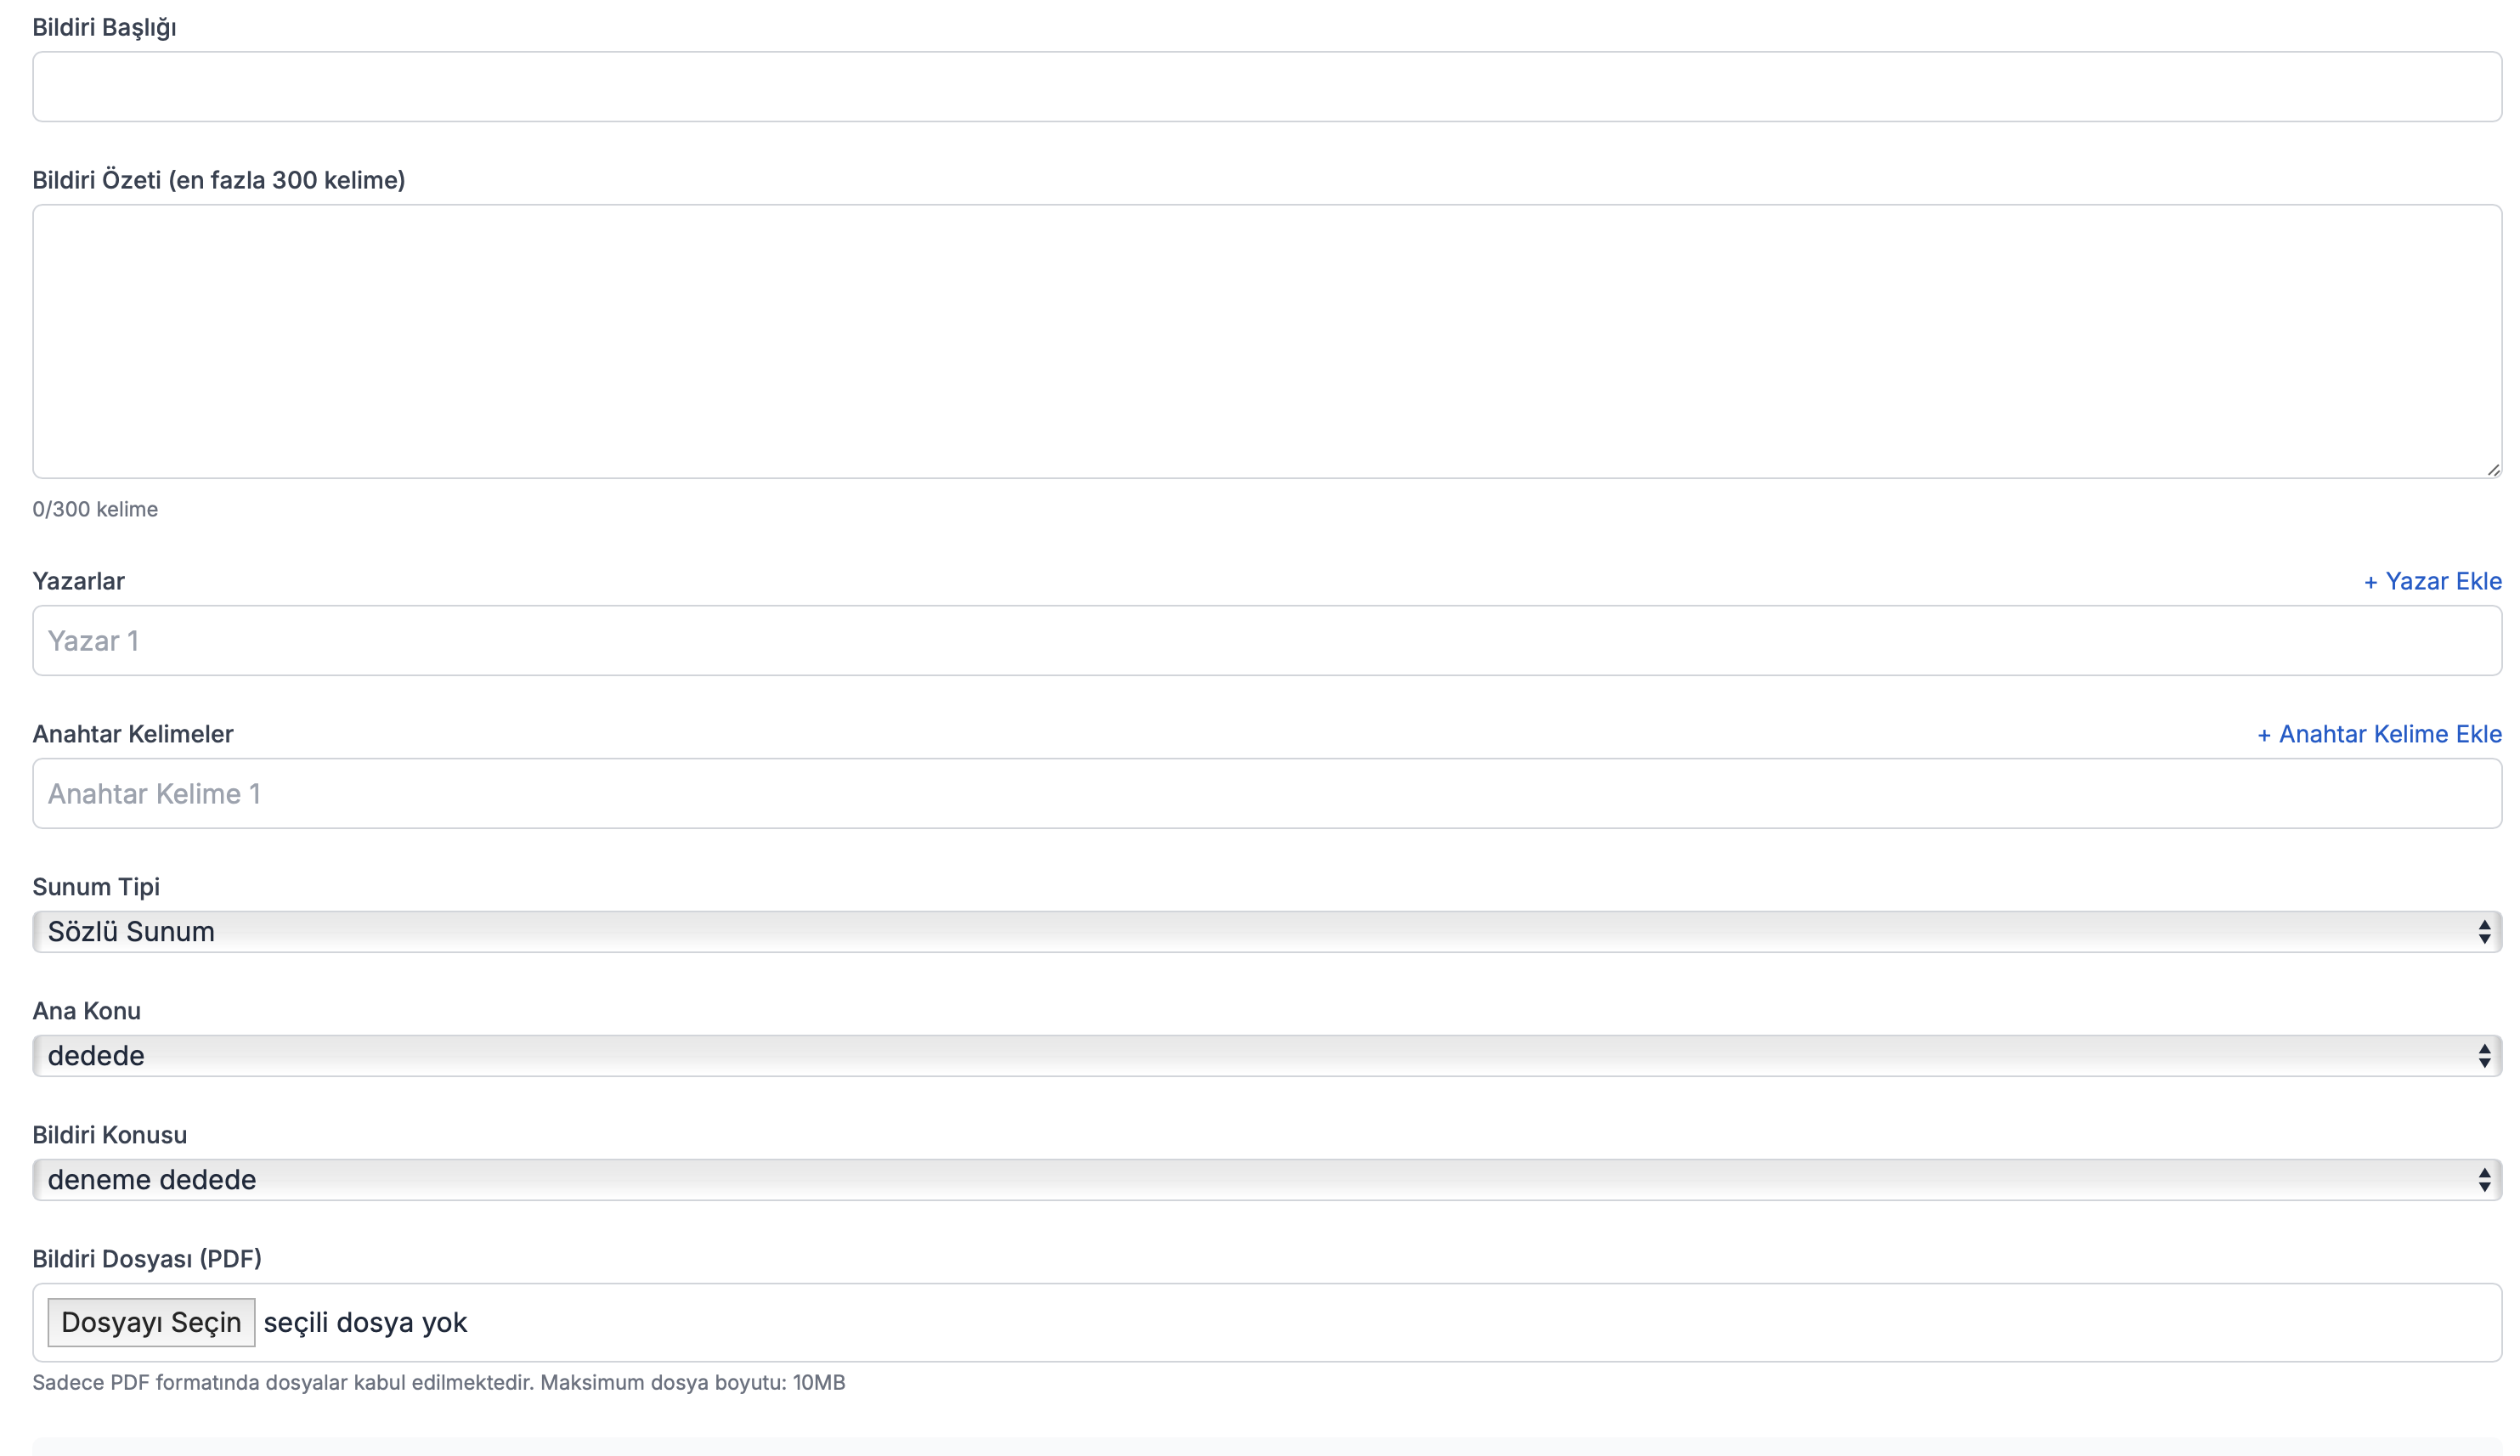 Bildiri Başlığı
Bildiri Özeti (en fazla 300 kelime)
0/300 kelime
Yazarlar
+ Yazar Ekle
Yazar 1
Anahtar Kelimeler
+ Anahtar Kelime Ekle
Anahtar Kelime 1
Sunum Tipi
Sözlü Sunum
Ana Konu
dedede
Bildiri Konusu
deneme dedede
Bildiri Dosyası (PDF)
Dosyayı Seçin seçili dosya yok
Sadece PDF formatında dosyalar kabul edilmektedir. Maksimum dosya boyutu: 10MB